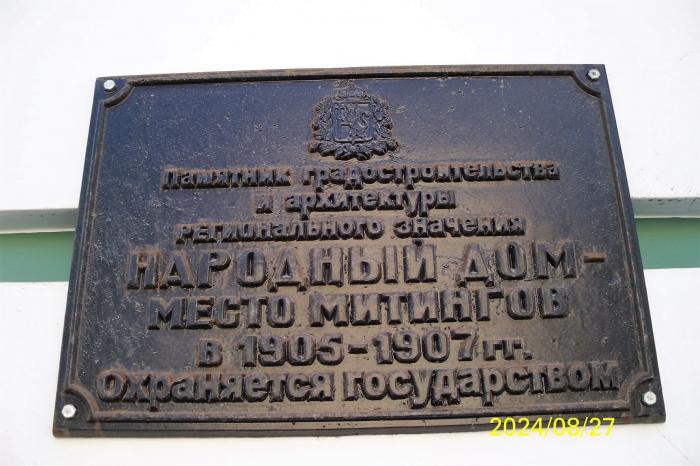 Памятник градостроительства
и архитектуры
регионального значения
НАРОДНЫЙ ДОМ-
МЕСТО МИТИНГОВ
в 1905-1907 гг.
Охраняется государством
2024/08/27